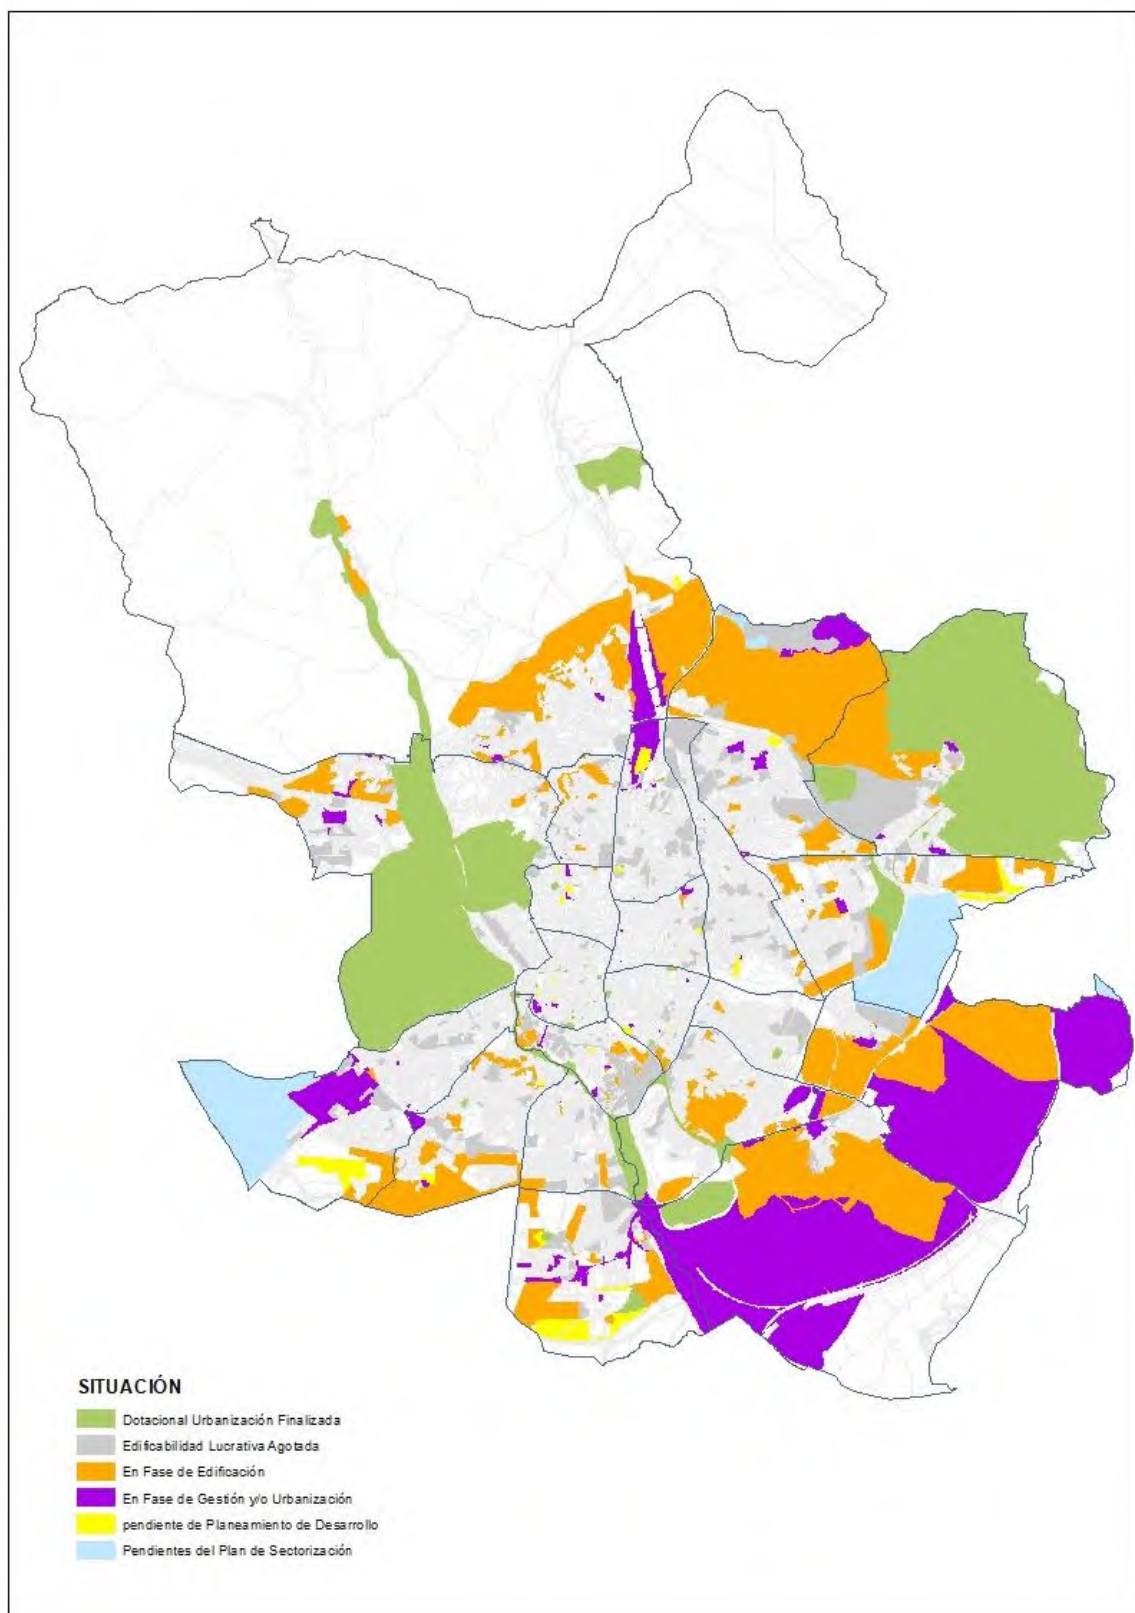 SITUACIÓN
Dotacional Urbanización Finalizada
Edificabilidad Lucrativa Agotada
En Fase de Edificación
En Fase de Gestión y/o Urbanización
pendiente de Planeamiento de Desarrollo
Pendientes del Plan de Sectorización